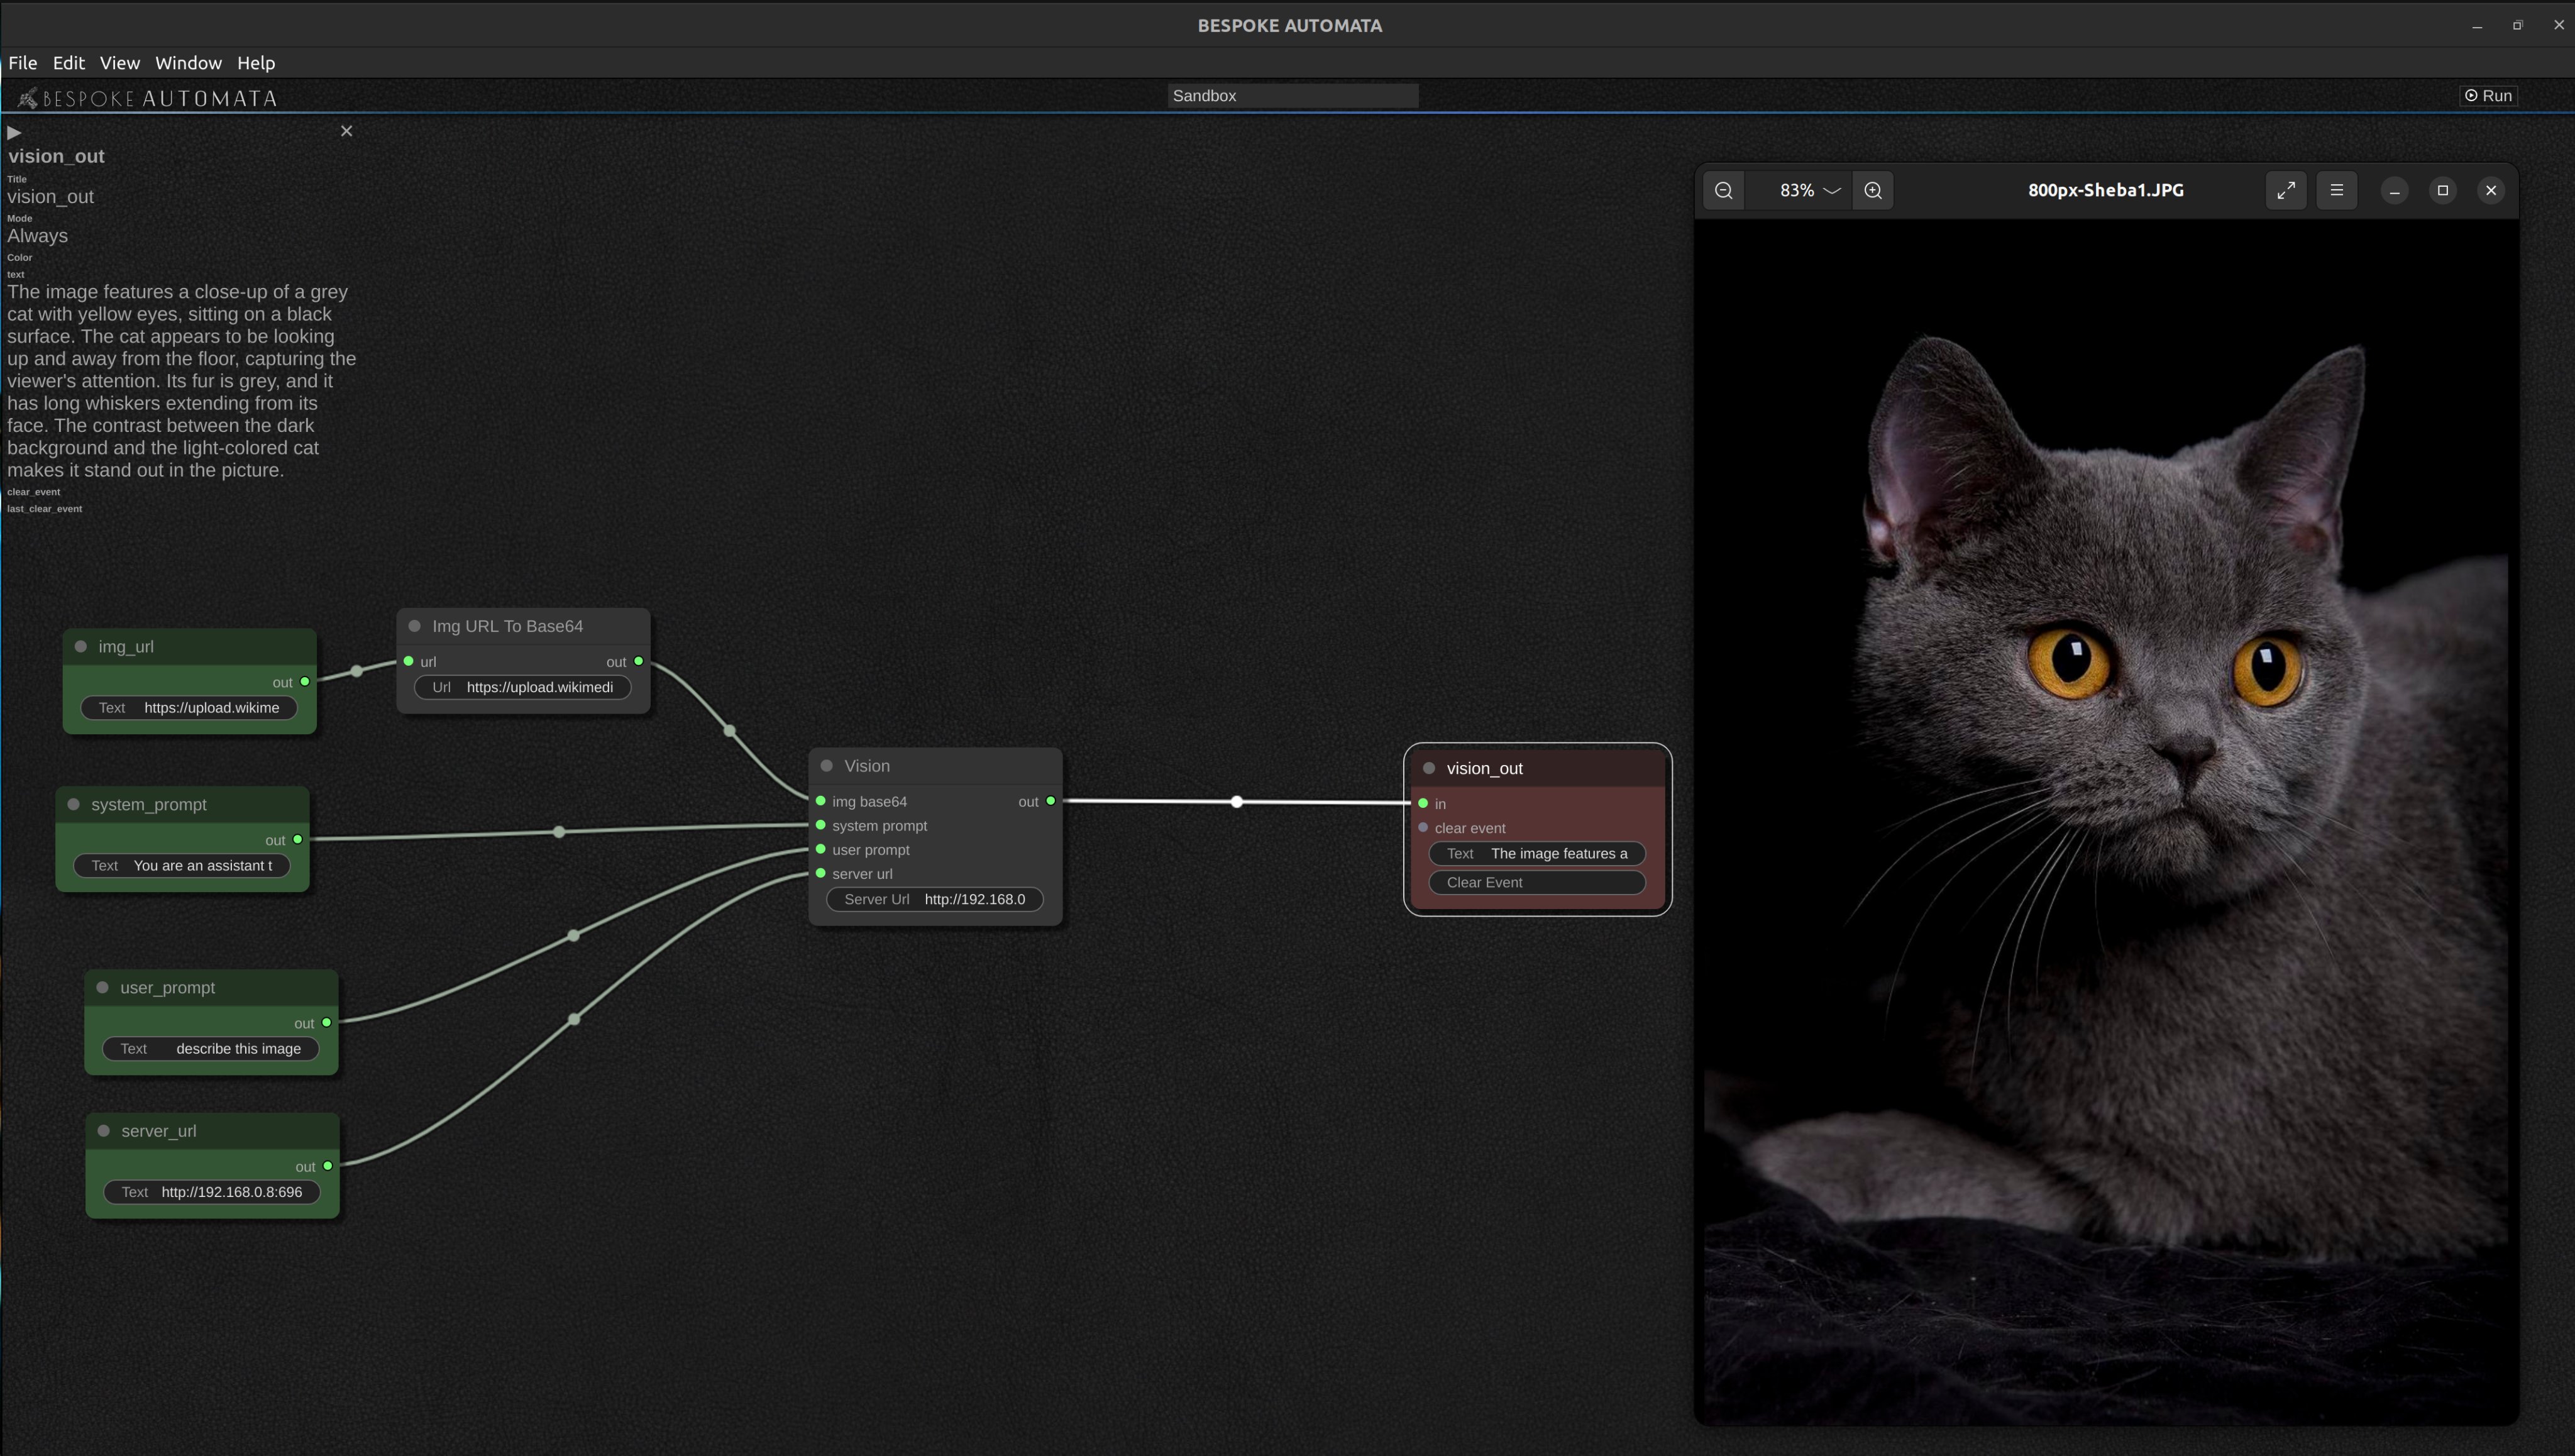 BESPOKE AUTOMATA
File Edit View Window Help
BESPOKE AUTOMATA
Sandbox
Run
vision_out
Title
vision_out
Mode
Always
Color
text
The image features a close-up of a grey
cat with yellow eyes, sitting on a black
surface. The cat appears to be looking
up and away from the floor, capturing the
viewer's attention. Its fur is grey, and it
has long whiskers extending from its
face. The contrast between the dark
background and the light-colored cat
makes it stand out in the picture.
clear_event
last_clear_event
img_url
out
Text https://upload.wikime
Img URL To Base64
url out
Url https://upload.wikimedi
system_prompt
out
Text You are an assistant t
user_prompt
out
Text describe this image
server_url
out
Text http://192.168.0.8:696
Vision
img base64 out
system prompt
user prompt
server url
Server Url http://192.168.0
vision_out
in
clear event
Text The image features a
Clear Event
83%
800px-Sheba1.JPG